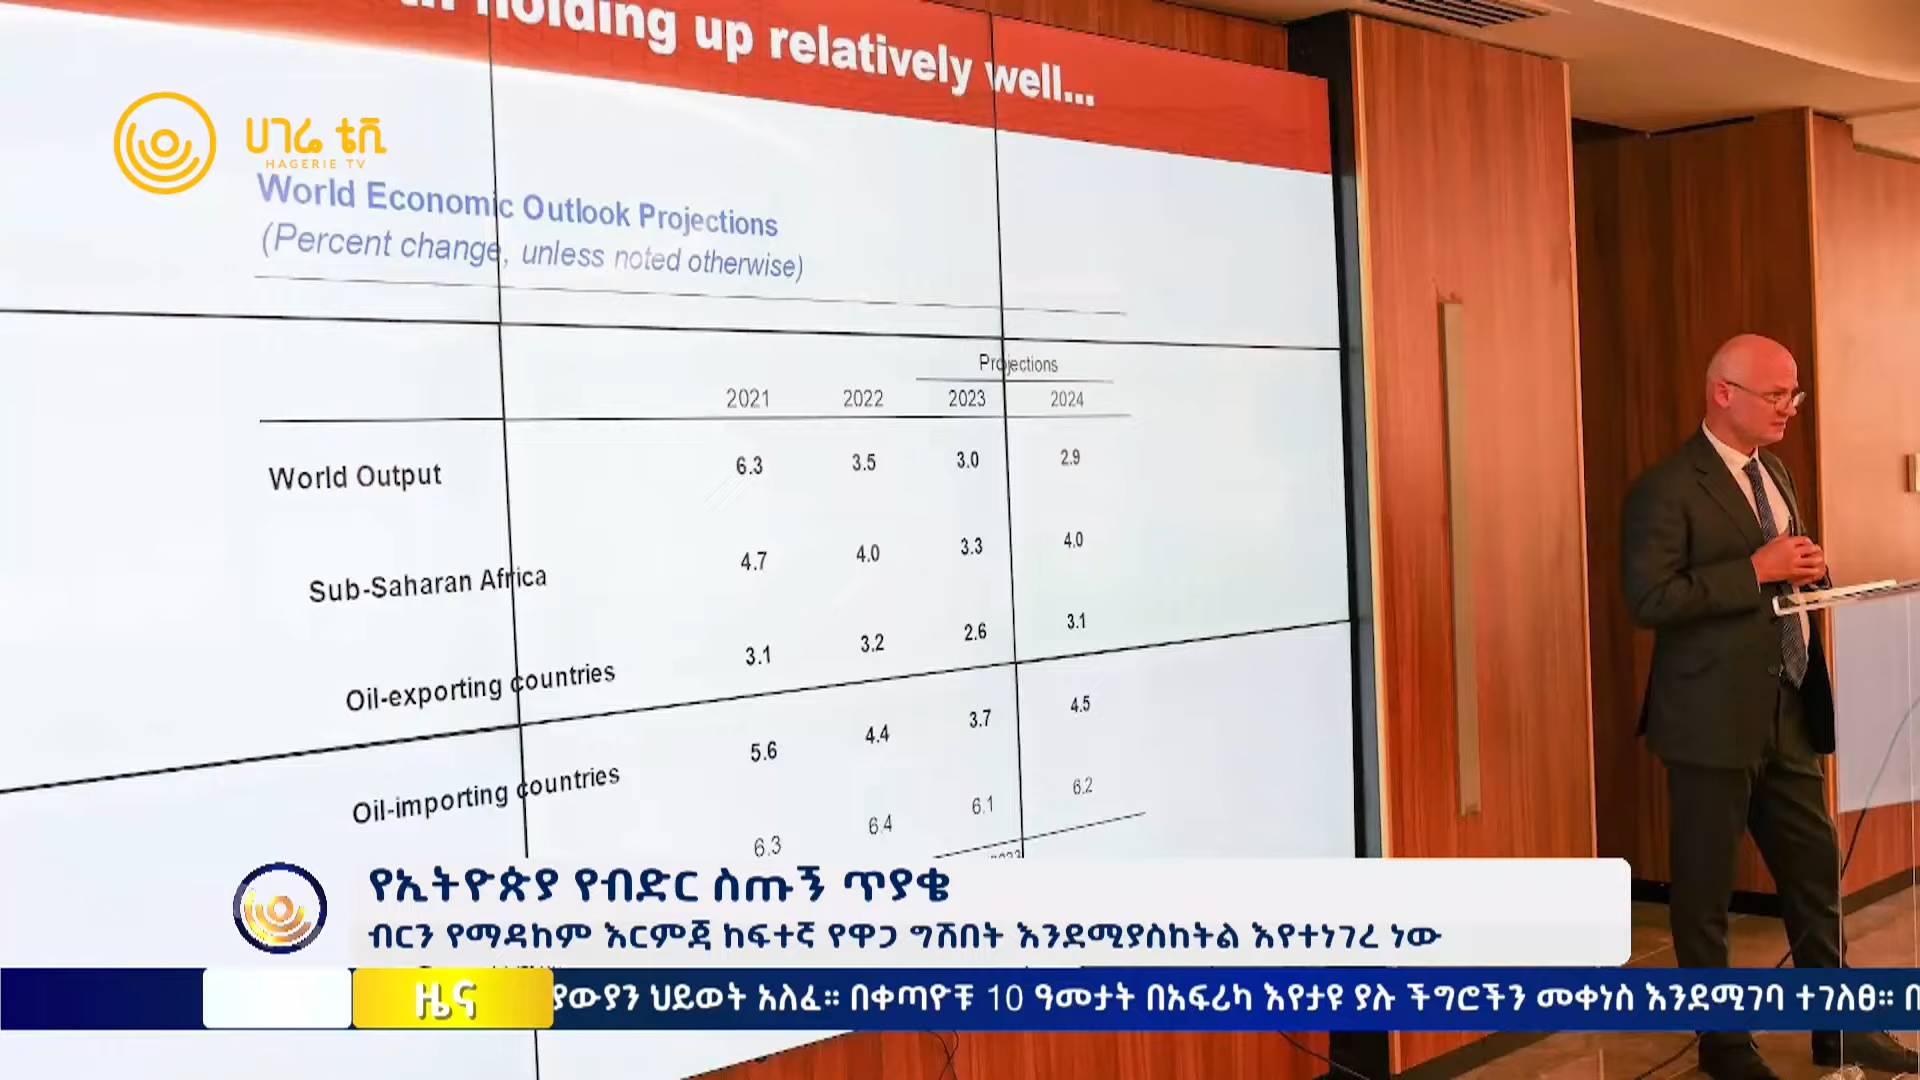 holding up relatively well...
ሀገሬ ቴቪ
HAGERIE TV
World Economic Outlook Projections
(Percent change, unless noted otherwise)
Projections
2021 2022 2023 2024
World Output 6.3 3.5 3.0 2.9
Sub-Saharan Africa 4.7 4.0 3.3 4.0
Oil-exporting countries 3.1 3.2 2.6 3.1
Oil-importing countries 5.6 4.4 3.7 4.5
6.3 6.4 6.1 6.2
የኢትዮጵያ የብድር ስጡኝ ጥያቄ
ብርን የማዳከም እርምጃ ከፍተኛ የዋጋ ግሽበት እንደሚያስከትል እየተነገረ ነው
ዜና
ያውያን ህይወት አለፈ። በቀጣዮቹ 10 ዓመታት በአፍሪካ እየታዩ ያሉ ችግሮችን መቀነስ እንደሚገባ ተገለፀ። በ